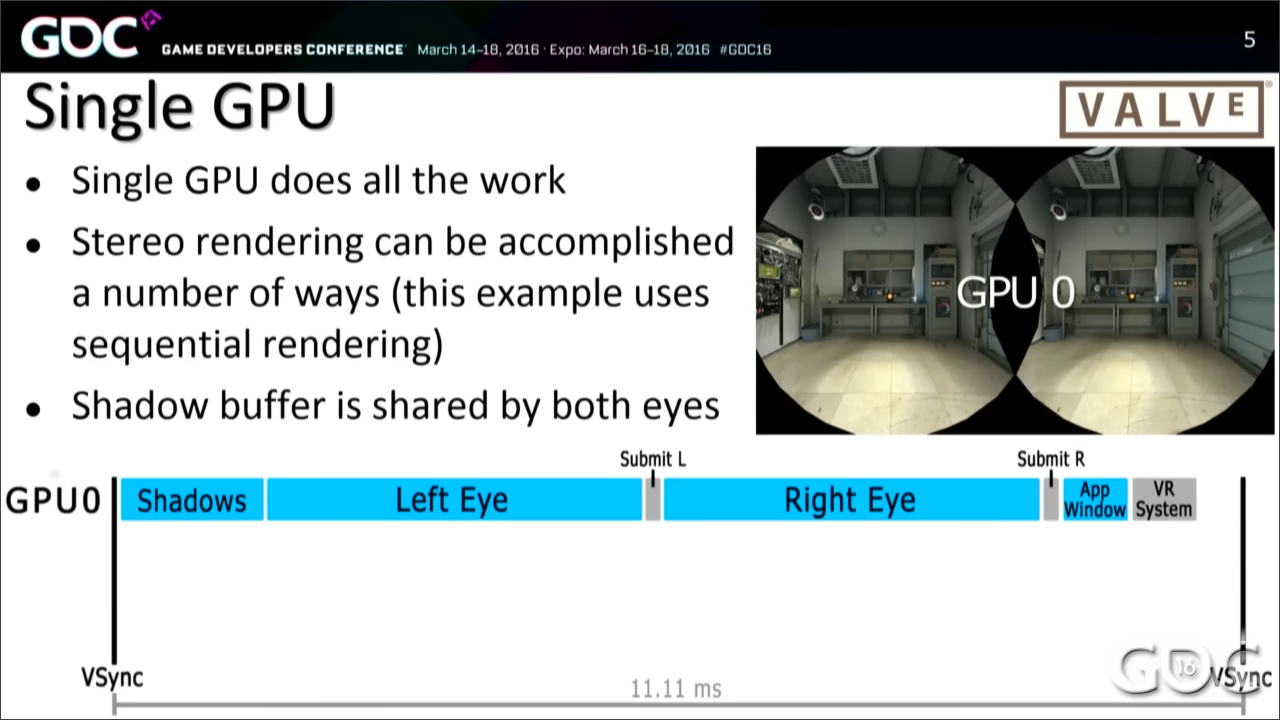 GDC GAME DEVELOPERS CONFERENCE March 14–18, 2016 · Expo: March 16–18, 2016 #GDC16
5
Single GPU
VALVE®
• Single GPU does all the work
• Stereo rendering can be accomplished
a number of ways (this example uses
sequential rendering)
• Shadow buffer is shared by both eyes
GPU 0
Submit L
Submit R
GPU0
Shadows
Left Eye
Right Eye
App
Window
VR
System
VSync
11.11 ms
VSync
GDC
16